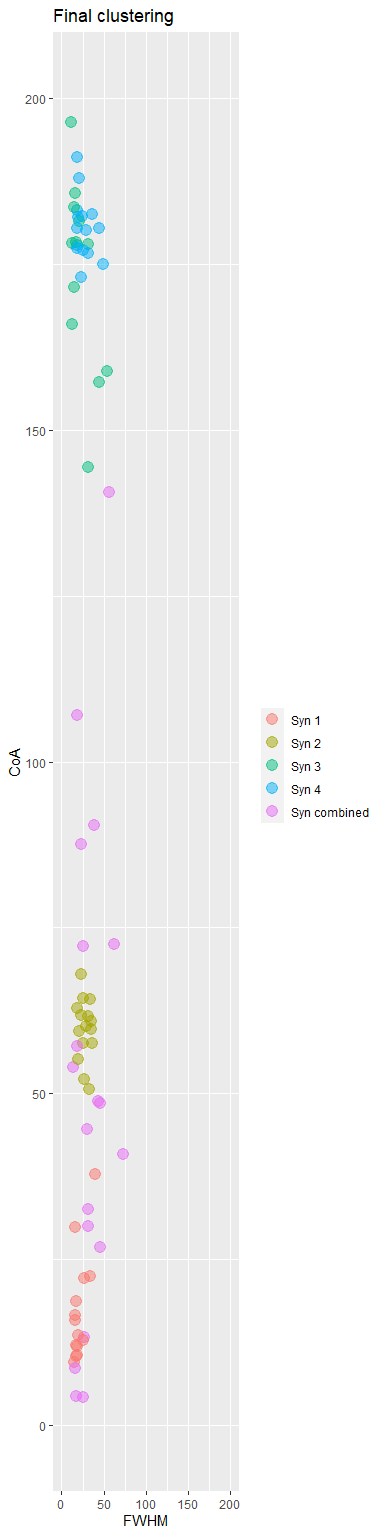 Final clustering
200
150
100
50
0
CoA
0 50 100 150 200
FWHM
Syn 1
Syn 2
Syn 3
Syn 4
Syn combined